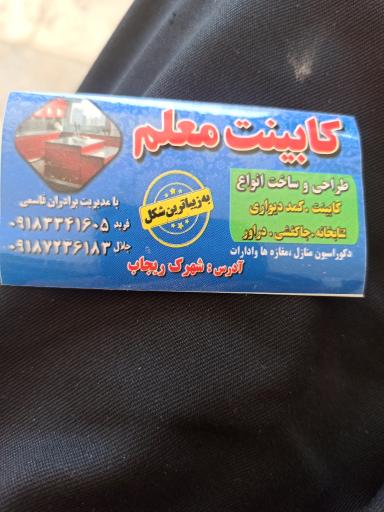 کابینت معلم
طراحی و ساخت انواع
کابینت . کمد دیواری
کتابخانه . جاکفشی . دراور
دکوراسیون منازل ،مغازه ها وادارات
به زیباترین شکل
با مدیریت برادران قاسمی
فرید ۰۹۱۸۳۳۴۱۶۰۵
جلال ۰۹۱۸۷۲۳۶۱۸۳
آدرس : شهرک ریجاب